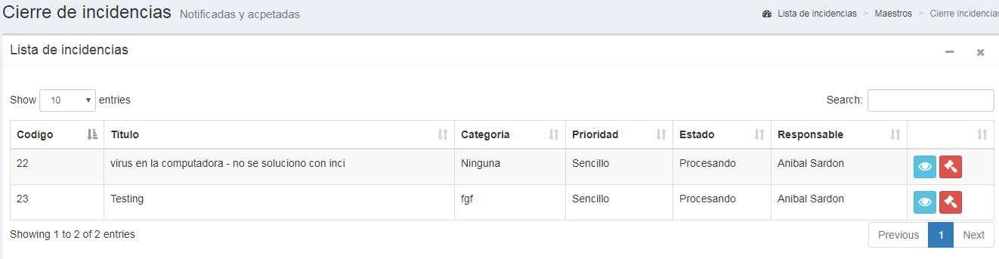 Cierre de incidencias Notificadas y acpetadas
Lista de incidencias > Maestros > Cierre incidencias
Lista de incidencias
Show 10 entries
Search:
Codigo Titulo Categoria Prioridad Estado Responsable
22 virus en la computadora - no se soluciono con inci Ninguna Sencillo Procesando Anibal Sardon
23 Testing fgf Sencillo Procesando Anibal Sardon
Showing 1 to 2 of 2 entries
Previous 1 Next